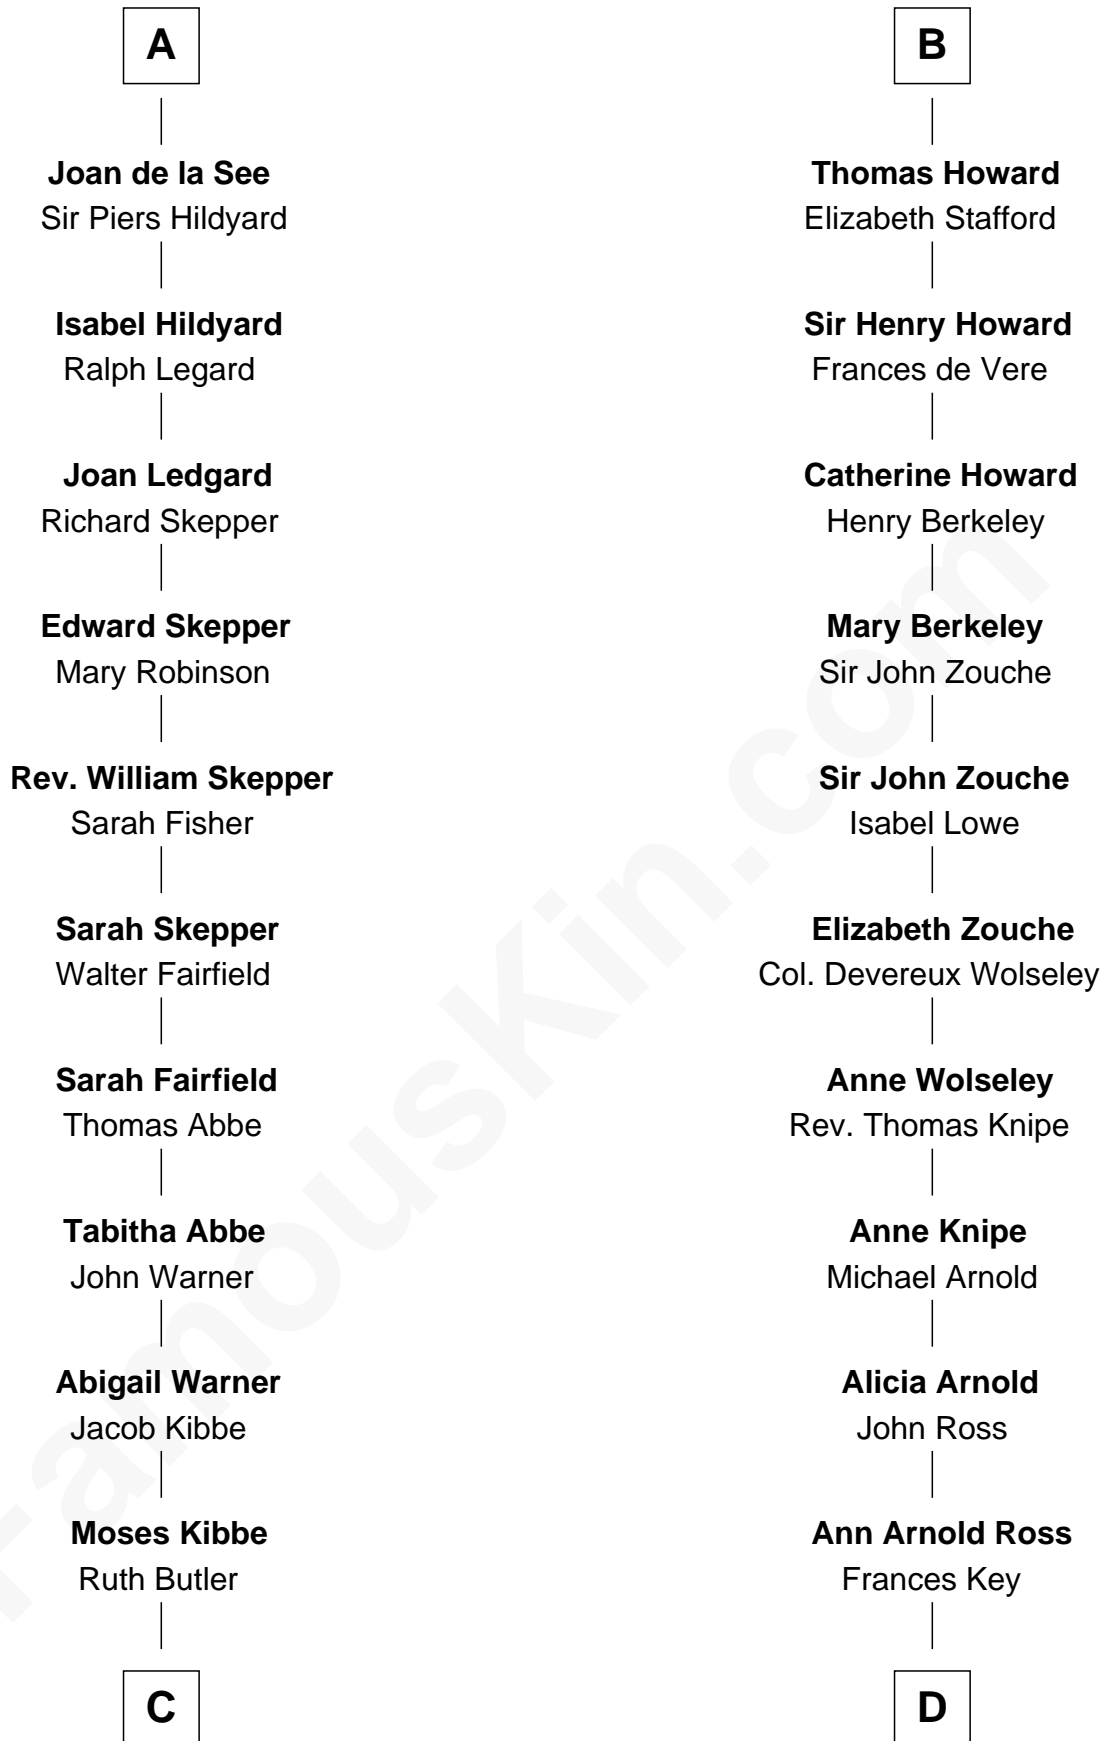 A
Joan de la See
Sir Piers Hildyard
Isabel Hildyard
Ralph Legard
Joan Ledgard
Richard Skepper
Edward Skepper
Mary Robinson
Rev. William Skepper
Sarah Fisher
Sarah Skepper
Walter Fairfield
Sarah Fairfield
Thomas Abbe
Tabitha Abbe
John Warner
Abigail Warner
Jacob Kibbe
Moses Kibbe
Ruth Butler
C
B
Thomas Howard
Elizabeth Stafford
Sir Henry Howard
Frances de Vere
Catherine Howard
Henry Berkeley
Mary Berkeley
Sir John Zouche
Sir John Zouche
Isabel Lowe
Elizabeth Zouche
Col. Devereux Wolseley
Anne Wolseley
Rev. Thomas Knipe
Anne Knipe
Michael Arnold
Alicia Arnold
John Ross
Ann Arnold Ross
Frances Key
D
FamousKin.com